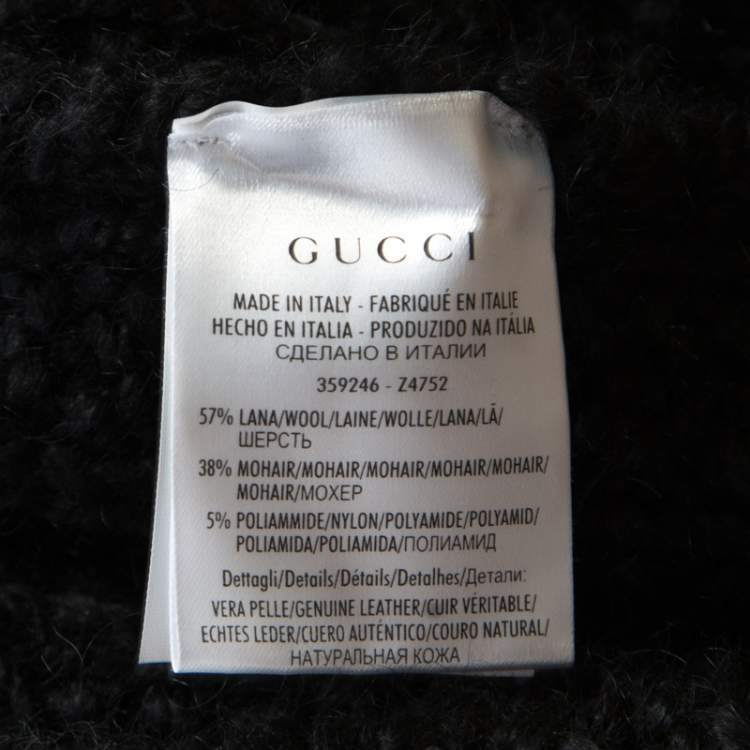 GUCCI
MADE IN ITALY - FABRIQUÉ EN ITALIE
HECHO EN ITALIA - PRODUZIDO NA ITÁLIA
СДЕЛАНО В ИТАЛИИ
359246 - Z4752
57% LANA/WOOL/LAINE/WOLLE/LANA/LÃ/
ШЕРСТЬ
38% MOHAIR/MOHAIR/MOHAIR/MOHAIR/MOHAIR/
MOHAIR/МОХЕР
5% POLIAMMIDE/NYLON/POLYAMIDE/POLYAMID/
POLIAMIDA/POLIAMIDA/ПОЛИАМИД
Dettagli/Details/Détails/Detalhes/Детали:
VERA PELLE/GENUINE LEATHER/CUIR VÉRITABLE/
ECHTES LEDER/CUERO AUTÉNTICO/COURO NATURAL/
НАТУРАЛЬНАЯ КОЖА